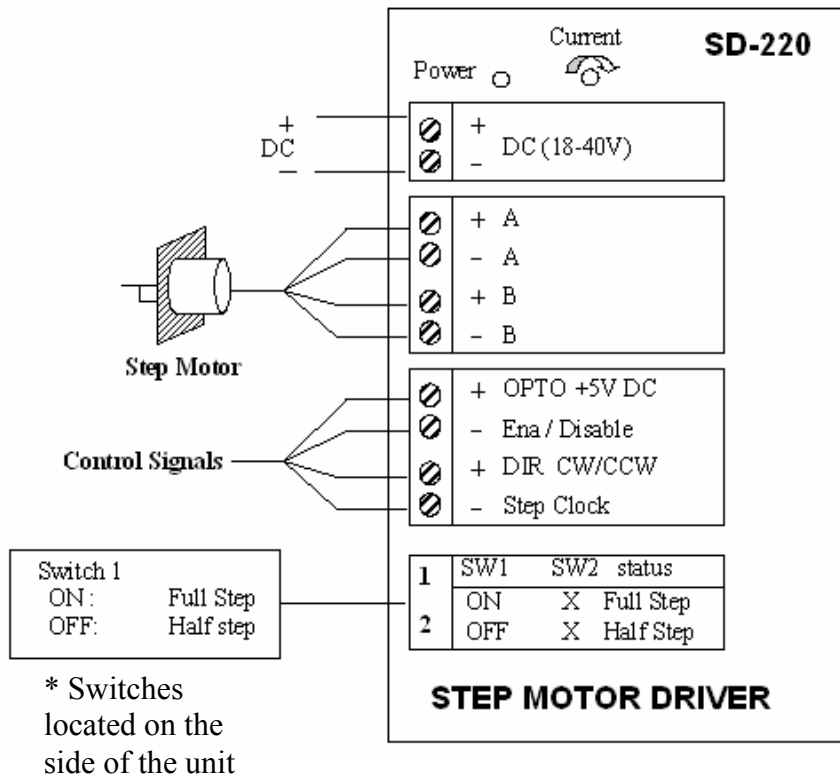 Current
SD-220
Power
+
DC
–
+
DC (18-40V)
–
+ A
– A
+ B
– B
Step Motor
+ OPTO +5V DC
– Ena / Disable
+ DIR CW/CCW
– Step Clock
Control Signals
Switch 1
ON : Full Step
OFF: Half step
1
2
SW1 SW2 status
ON X Full Step
OFF X Half Step
* Switches
located on the
side of the unit
STEP MOTOR DRIVER